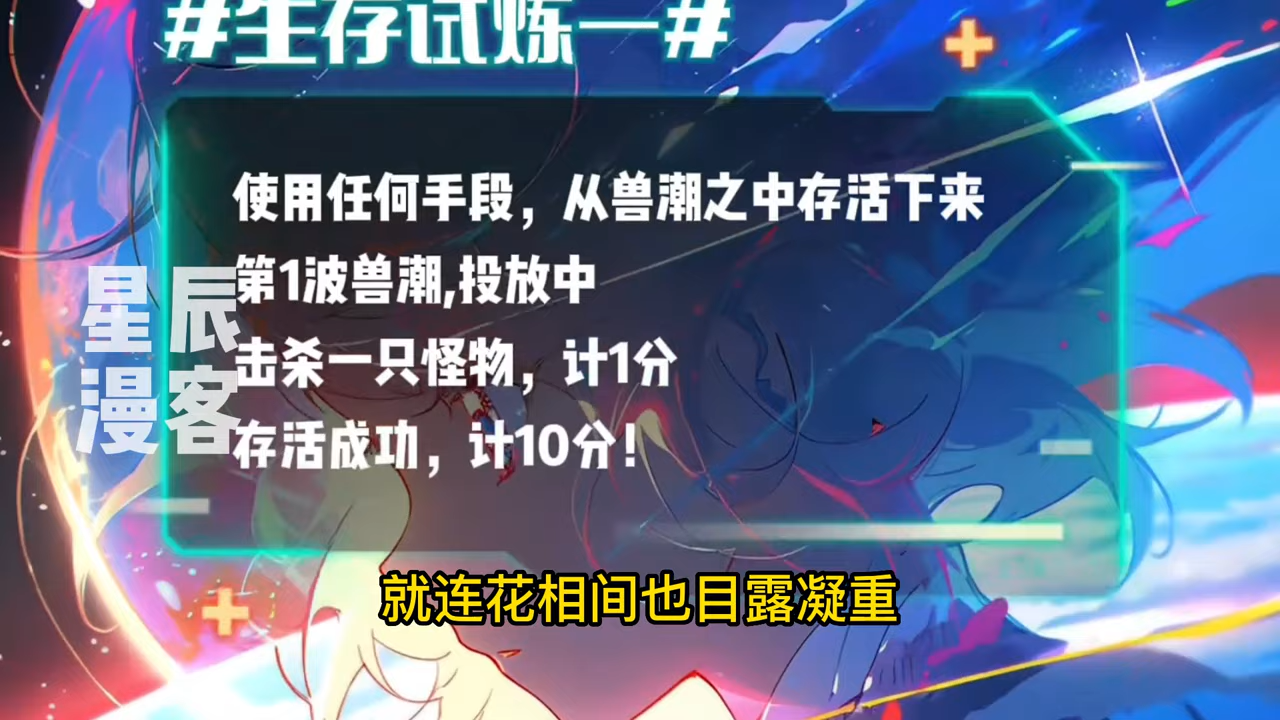 #生存试炼一#
使用任何手段，从兽潮之中存活下来
第1波兽潮,投放中
击杀一只怪物，计1分
存活成功，计10分!
星辰
漫客
就连花相间也目露凝重